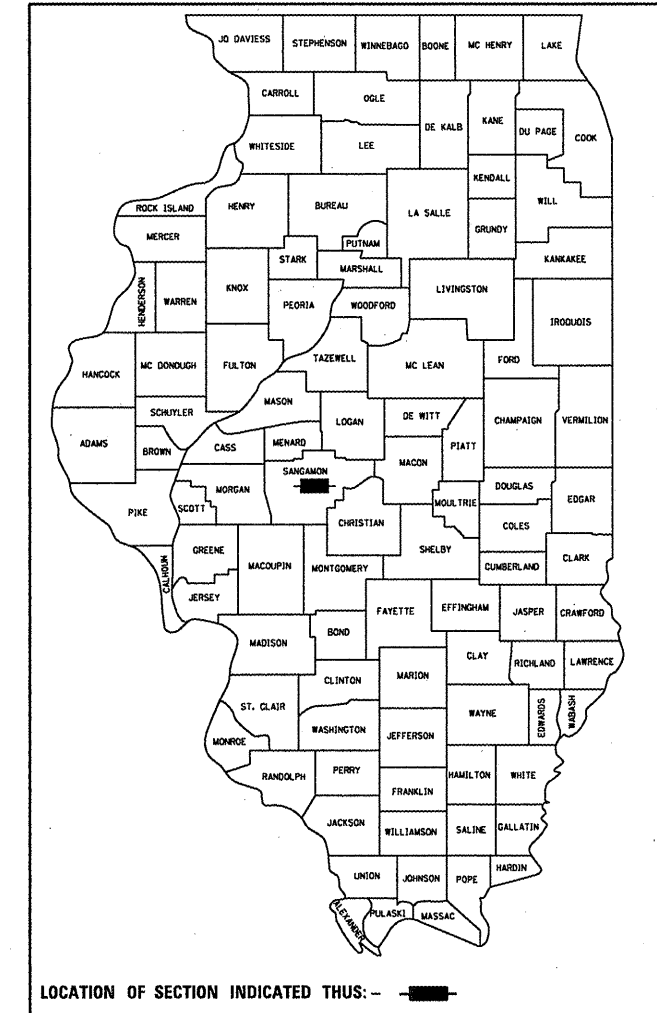 JO DAVIESS STEPHENSON WINNEBAGO BOONE MC HENRY LAKE
CARROLL OGLE DE KALB KANE DU PAGE COOK
WHITESIDE LEE KENDALL WILL
ROCK ISLAND HENRY BUREAU LA SALLE GRUNDY
MERCER PUTNAM KANKAKEE
STARK MARSHALL
HENDERSON WARREN KNOX PEORIA WOODFORD LIVINGSTON IROQUOIS
HANCOCK MC DONOUGH FULTON TAZEWELL MC LEAN FORD
SCHUYLER MASON LOGAN DE WITT CHAMPAIGN VERMILION
ADAMS BROWN CASS MENARD MACON PIATT
SANGAMON
PIKE SCOTT MORGAN CHRISTIAN MOULTRIE DOUGLAS EDGAR
COLES
GREENE MACOUPIN MONTGOMERY SHELBY CUMBERLAND CLARK
CALHOUN JERSEY FAYETTE EFFINGHAM JASPER CRAWFORD
MADISON BOND CLAY RICHLAND LAWRENCE
CLINTON MARION
ST. CLAIR WASHINGTON WAYNE EDWARDS WABASH
MONROE JEFFERSON
RANDOLPH PERRY HAMILTON WHITE
FRANKLIN
JACKSON WILLIAMSON SALINE GALLATIN
UNION JOHNSON POPE HARDIN
ALEXANDER PULASKI MASSAC
LOCATION OF SECTION INDICATED THUS: -